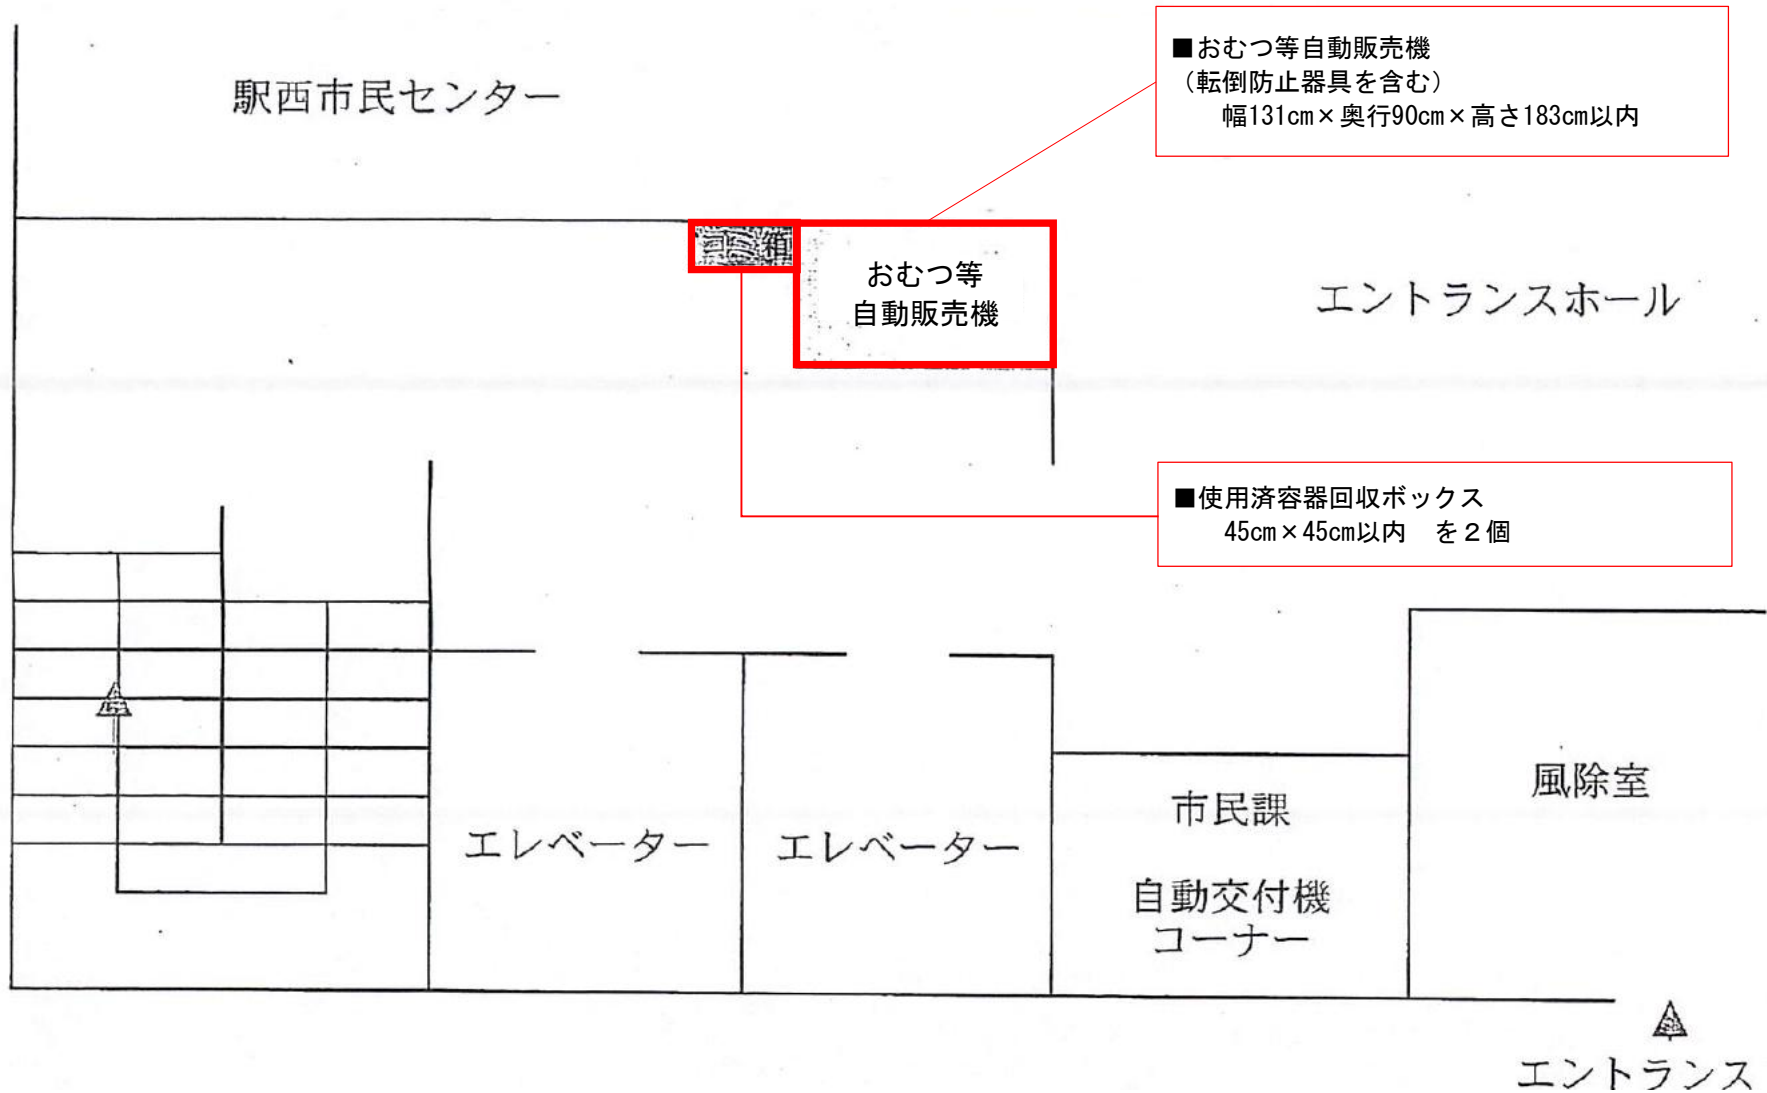 ■おむつ等自動販売機
(転倒防止器具を含む)
幅131cm×奥行90cm×高さ183cm以内
駅西市民センター
ゴミ箱
おむつ等
自動販売機
エントランスホール
■使用済容器回収ボックス
45cm×45cm以内 を2個
エレベーター
エレベーター
市民課
自動交付機
コーナー
風除室
エントランス